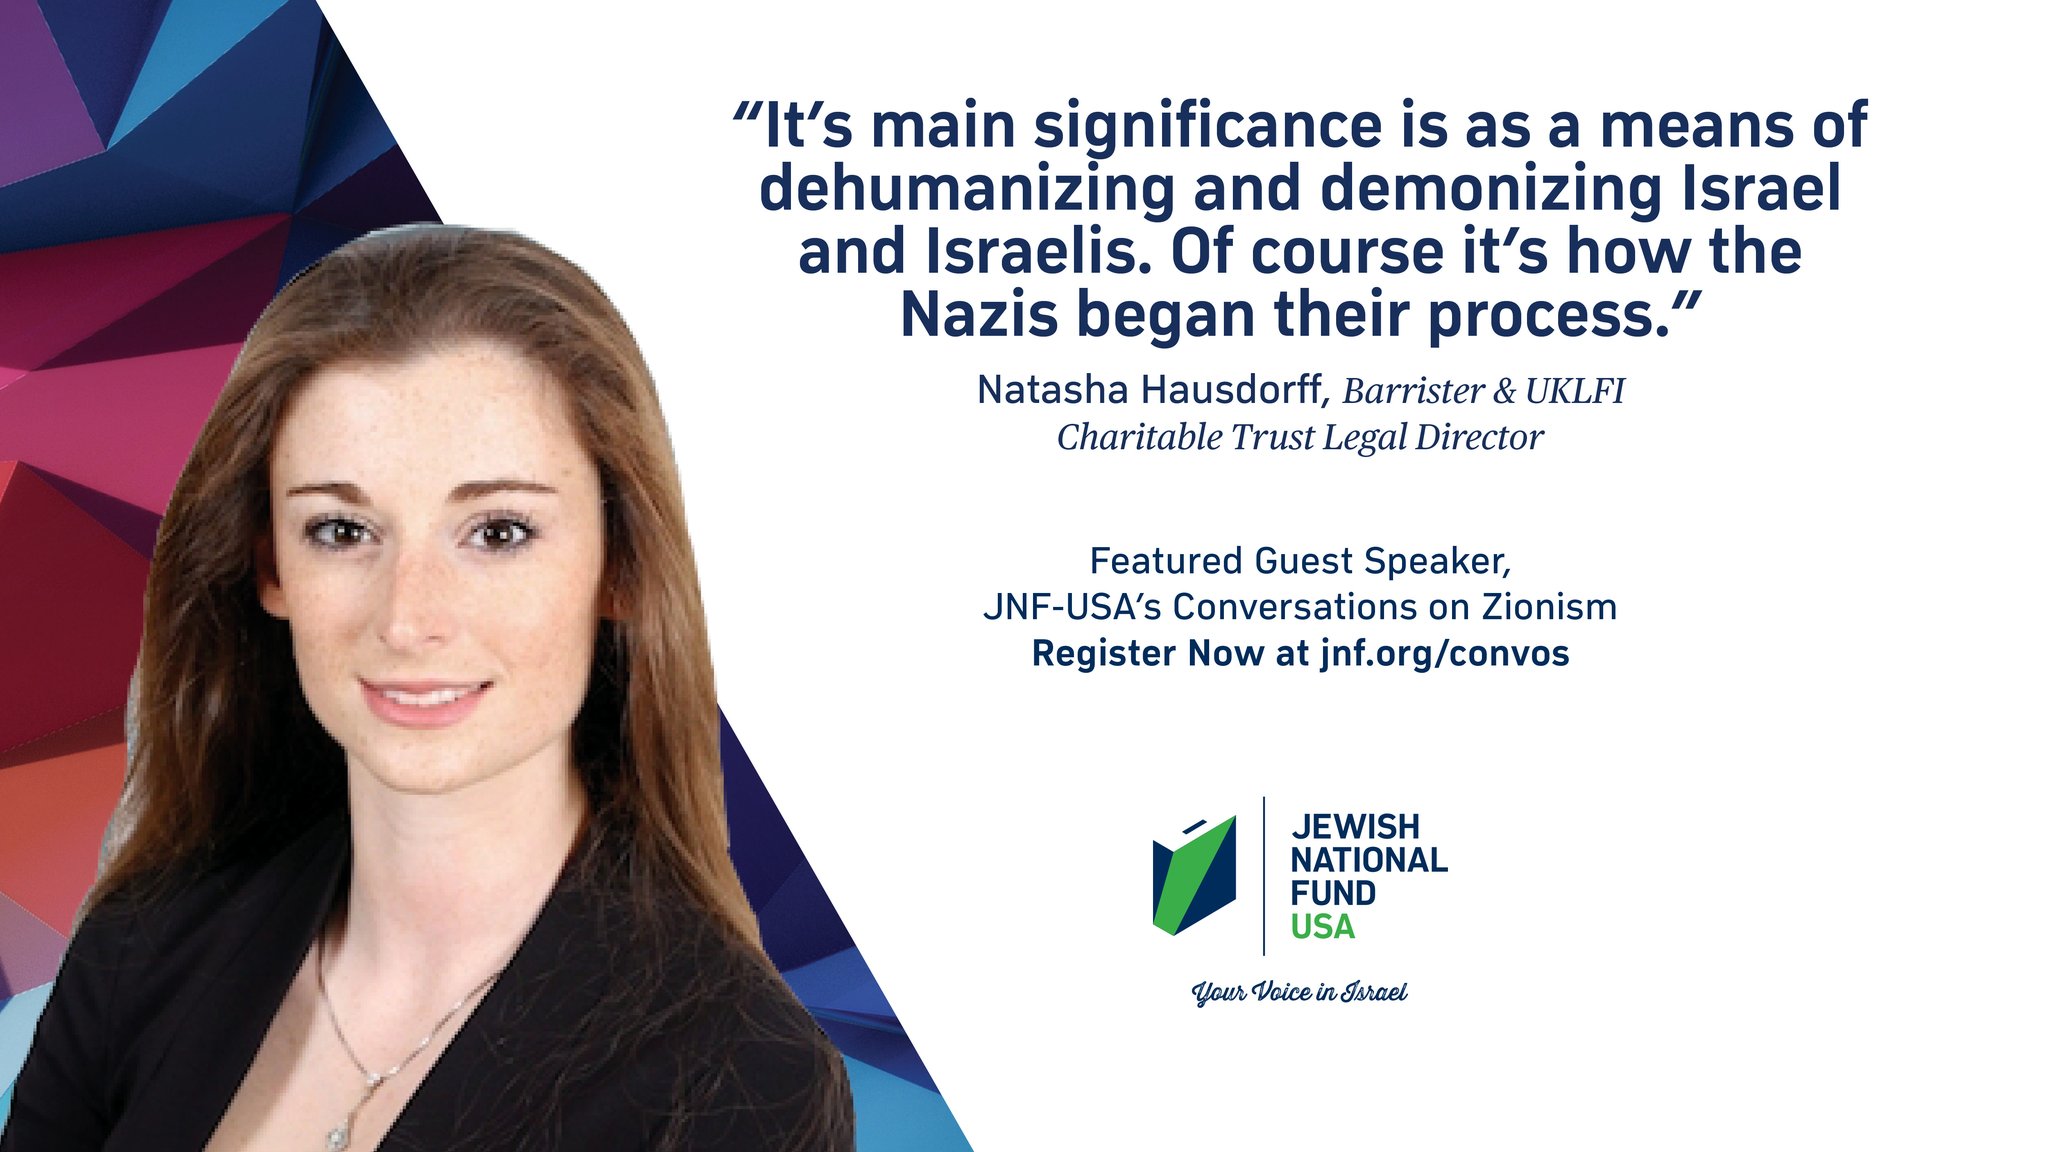 “It’s main significance is as a means of
dehumanizing and demonizing Israel
and Israelis. Of course it’s how the
Nazis began their process.”
Natasha Hausdorff, Barrister & UKLFI
Charitable Trust Legal Director
Featured Guest Speaker,
JNF-USA’s Conversations on Zionism
Register Now at jnf.org/convos
JEWISH
NATIONAL
FUND
USA
Your Voice in Israel